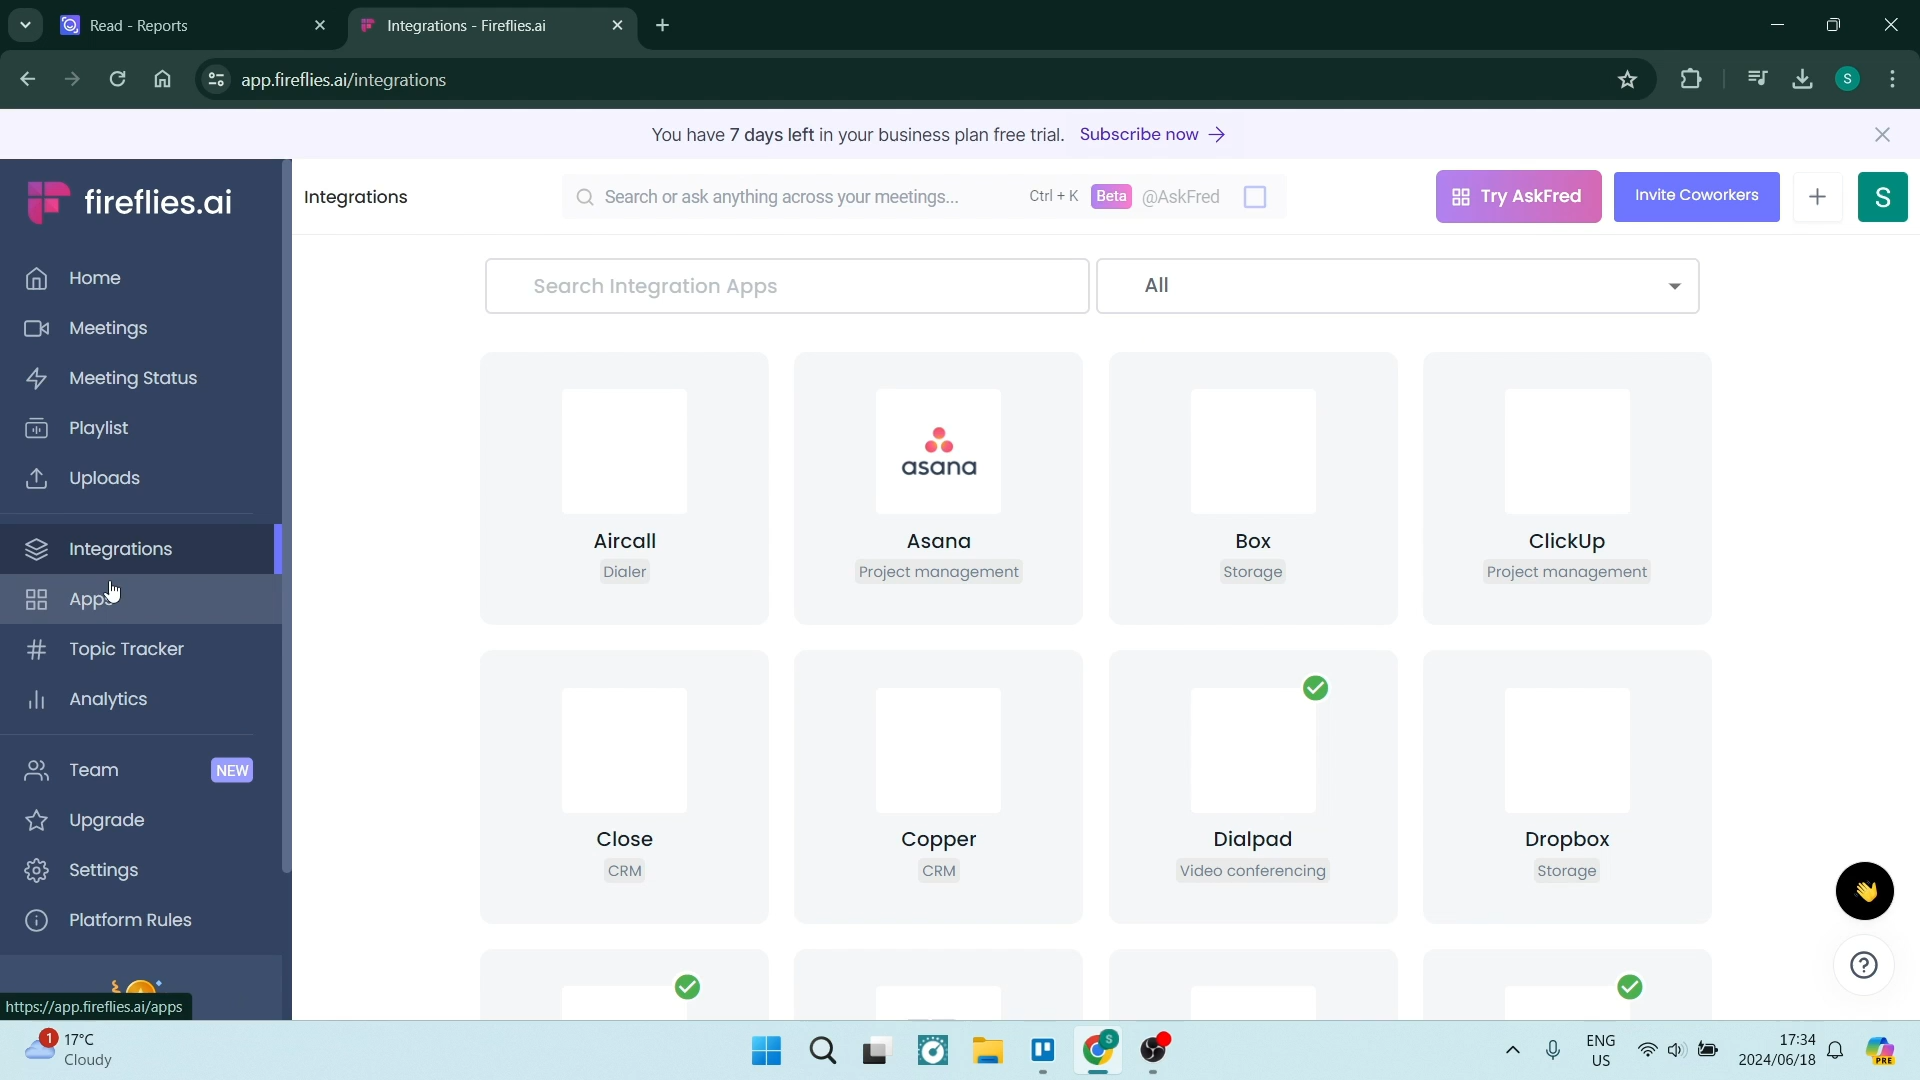 Read - Reports
Integrations - Fireflies.ai
app.fireflies.ai/integrations
S
You have 7 days left in your business plan free trial. Subscribe now →
fireflies.ai
Integrations
Search or ask anything across your meetings... Ctrl + K Beta @AskFred
Try AskFred
Invite Coworkers
S
Home
Meetings
Meeting Status
Playlist
Uploads
Integrations
Apps
Topic Tracker
Analytics
Team NEW
Upgrade
Settings
Platform Rules
Search Integration Apps
All
asana
Aircall
Dialer
Asana
Project management
Box
Storage
ClickUp
Project management
Close
CRM
Copper
CRM
Dialpad
Video conferencing
Dropbox
Storage
https://app.fireflies.ai/apps
1
17°C
Cloudy
S
ENG
US
17:34
2024/06/18
PRE